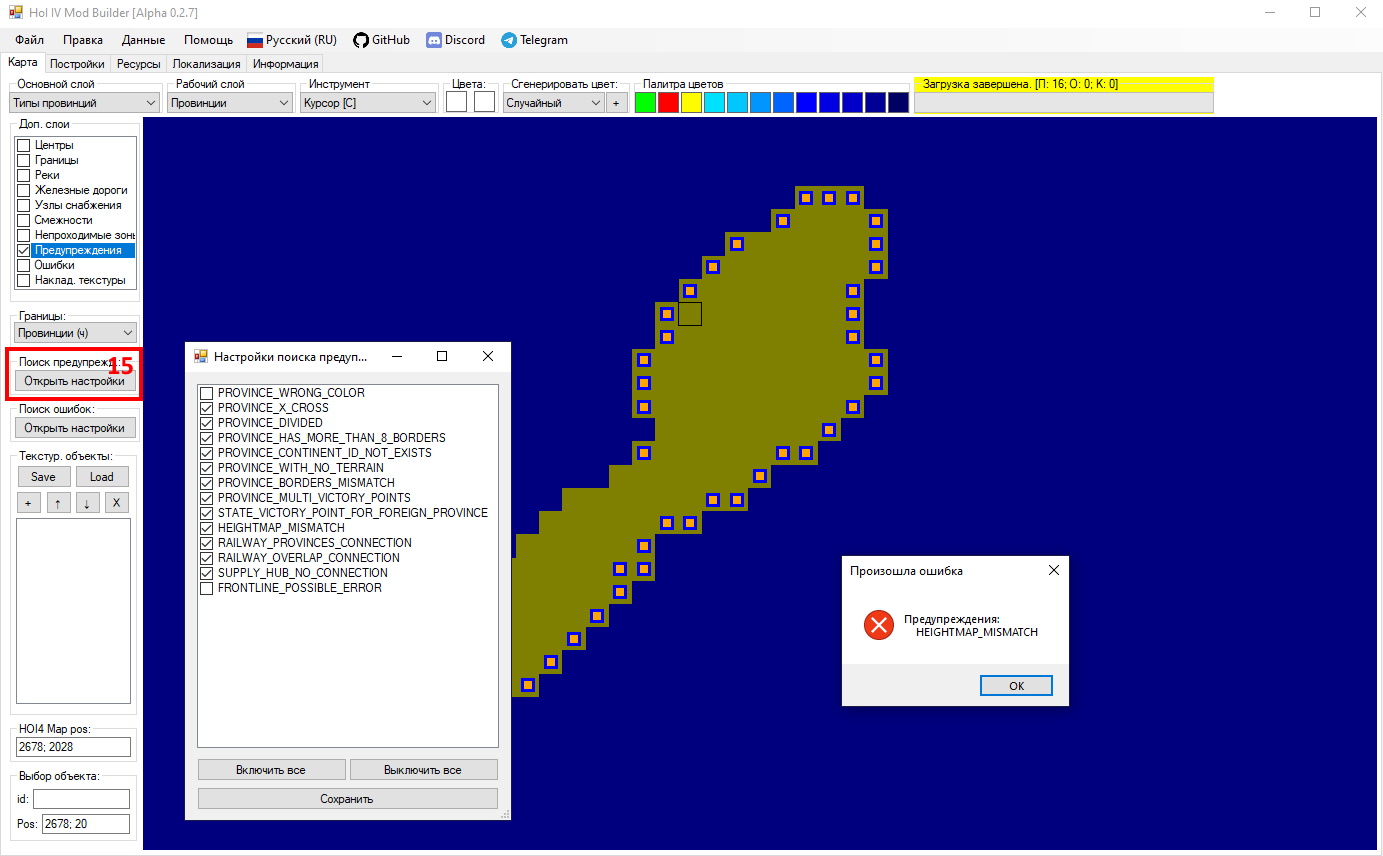 HoI IV Mod Builder [Alpha 0.2.7]
Файл Правка Данные Помощь Русский (RU) GitHub Discord Telegram
Карта Постройки Ресурсы Локализация Информация
Основной слой Рабочий слой Инструмент Цвета: Сгенерировать цвет: Палитра цветов Загрузка завершена. [П: 16; О: 0; К: 0]
Типы провинций Провинции Курсор [C] Случайный +
Доп. слои
Центры
Границы
Реки
Железные дороги
Узлы снабжения
Смежности
Непроходимые зоны
Предупреждения
Ошибки
Наклад. текстуры
Границы:
Провинции (ч)
Поиск предупрежд.:
15
Открыть настройки
Поиск ошибок:
Открыть настройки
Текстур. объекты:
Save Load
+ ↑ ↓ X
HOI4 Map pos:
2678; 2028
Выбор объекта:
id:
Pos: 2678; 20
Настройки поиска предуп...
PROVINCE_WRONG_COLOR
PROVINCE_X_CROSS
PROVINCE_DIVIDED
PROVINCE_HAS_MORE_THAN_8_BORDERS
PROVINCE_CONTINENT_ID_NOT_EXISTS
PROVINCE_WITH_NO_TERRAIN
PROVINCE_BORDERS_MISMATCH
PROVINCE_MULTI_VICTORY_POINTS
STATE_VICTORY_POINT_FOR_FOREIGN_PROVINCE
HEIGHTMAP_MISMATCH
RAILWAY_PROVINCES_CONNECTION
RAILWAY_OVERLAP_CONNECTION
SUPPLY_HUB_NO_CONNECTION
FRONTLINE_POSSIBLE_ERROR
Включить все Выключить все
Сохранить
Произошла ошибка
Предупреждения:
HEIGHTMAP_MISMATCH
OK